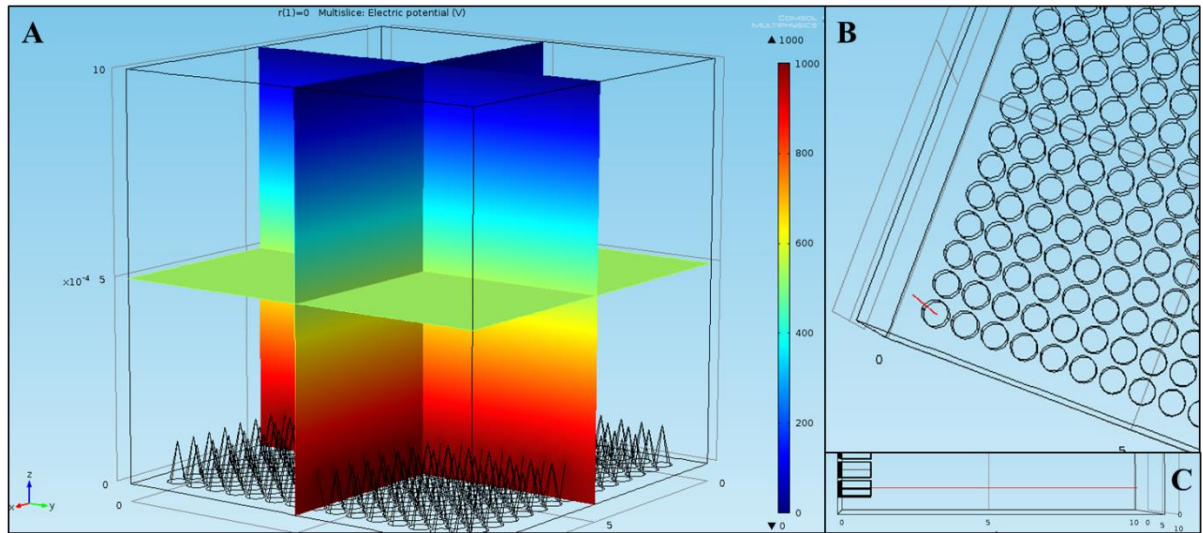 A
r(1)=0 Multislice: Electric potential (V)
COMSOL
MULTIPHYSICS
▲ 1000
1000
800
600
400
200
0
▼ 0
10
×10⁻⁴ 5
0
0
5
0
z
x y
B
0
5
C
0 5 10 0 5 10
0